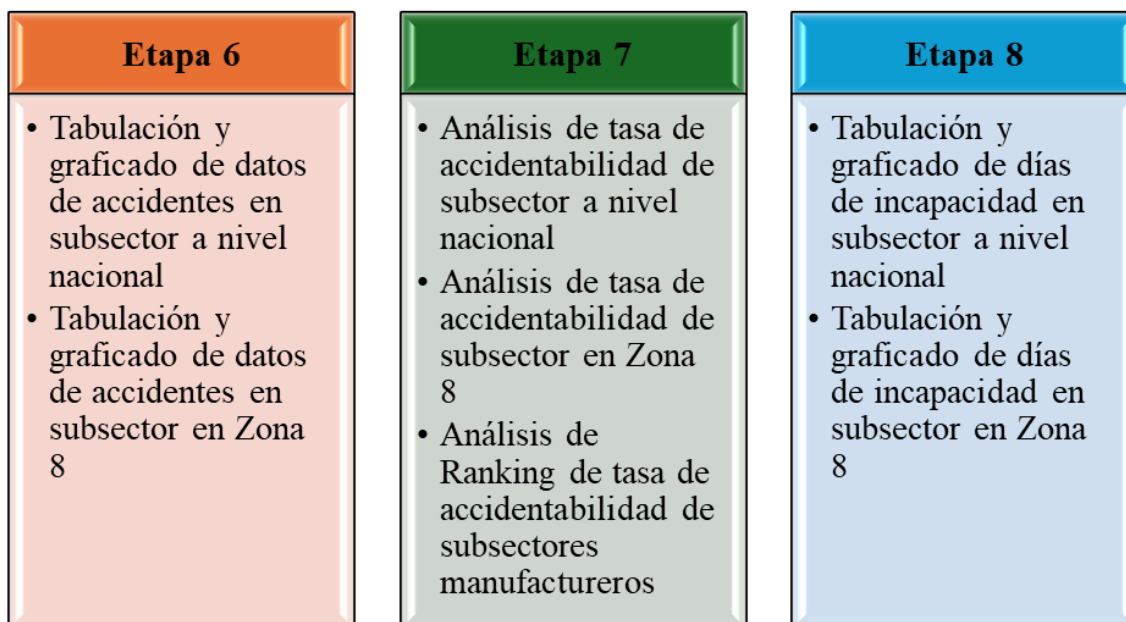 Etapa 6
• Tabulación y
graficado de datos
de accidentes en
subsector a nivel
nacional
• Tabulación y
graficado de datos
de accidentes en
subsector en Zona
8
Etapa 7
• Análisis de tasa de
accidentabilidad de
subsector a nivel
nacional
• Análisis de tasa de
accidentabilidad de
subsector en Zona
8
• Análisis de
Ranking de tasa de
accidentabilidad de
subsectores
manufactureros
Etapa 8
• Tabulación y
graficado de días
de incapacidad en
subsector a nivel
nacional
• Tabulación y
graficado de días
de incapacidad en
subsector en Zona
8